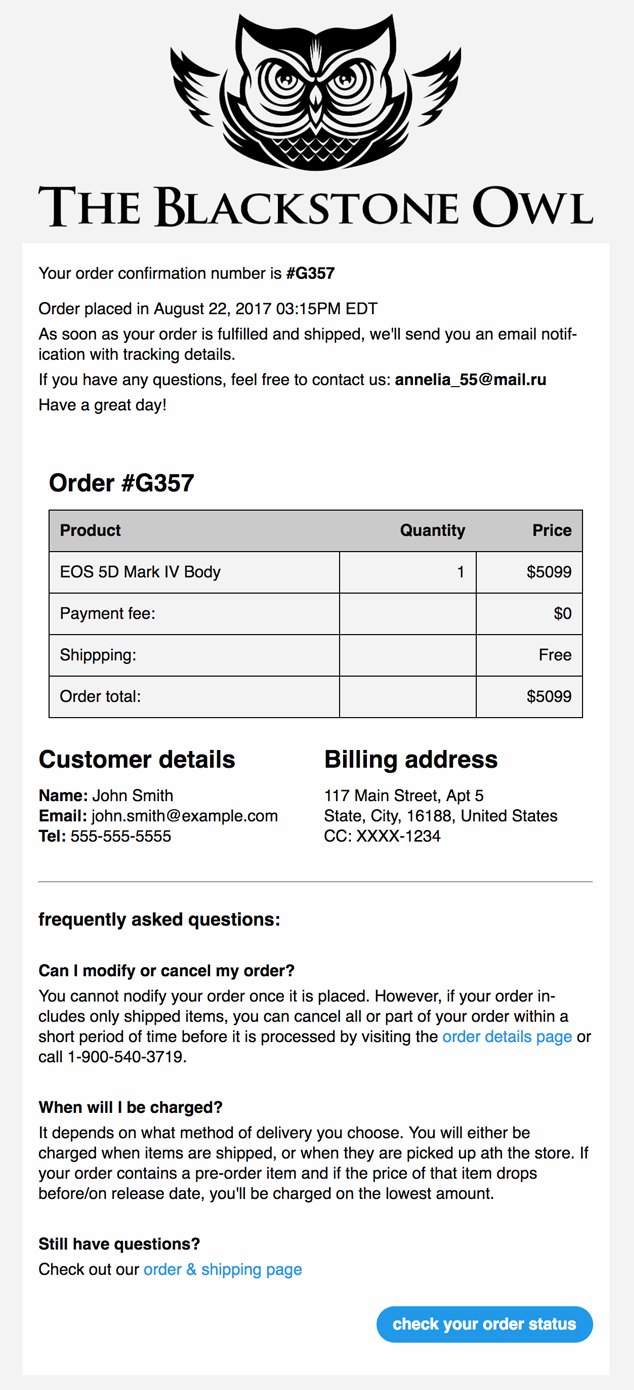 THE BLACKSTONE OWL
Your order confirmation number is #G357
Order placed in August 22, 2017 03:15PM EDT
As soon as your order is fulfilled and shipped, we'll send you an email notif-
ication with tracking details.
If you have any questions, feel free to contact us: annelia_55@mail.ru
Have a great day!
Order #G357
Product Quantity Price
EOS 5D Mark IV Body 1 $5099
Payment fee: $0
Shippping: Free
Order total: $5099
Customer details
Name: John Smith
Email: john.smith@example.com
Tel: 555-555-5555
Billing address
117 Main Street, Apt 5
State, City, 16188, United States
CC: XXXX-1234
frequently asked questions:
Can I modify or cancel my order?
You cannot nodify your order once it is placed. However, if your order in-
cludes only shipped items, you can cancel all or part of your order within a
short period of time before it is processed by visiting the order details page or
call 1-900-540-3719.
When will I be charged?
It depends on what method of delivery you choose. You will either be
charged when items are shipped, or when they are picked up ath the store. If
your order contains a pre-order item and if the price of that item drops
before/on release date, you'll be charged on the lowest amount.
Still have questions?
Check out our order & shipping page
check your order status